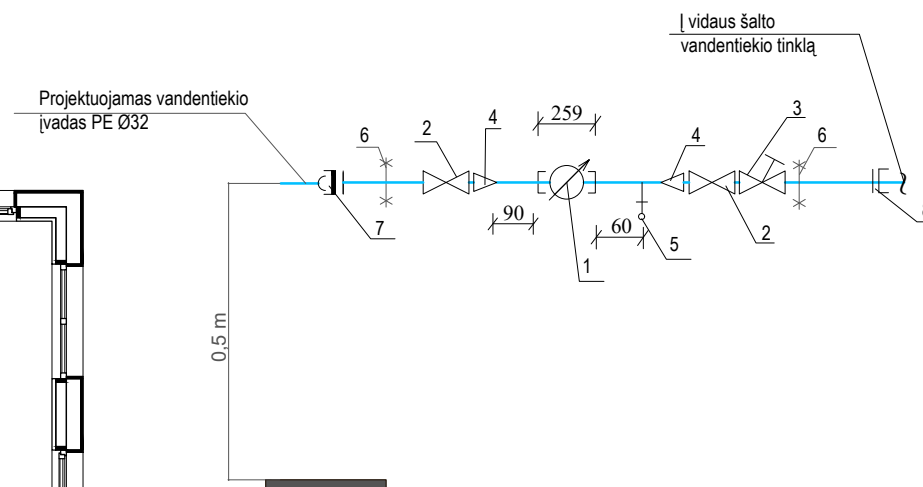 Į vidaus šalto
vandentiekio tinklą
Projektuojamas vandentiekio
įvadas PE Ø32
6
2
4
259
4
3
6
90
60
7
1
5
2
0,5 m